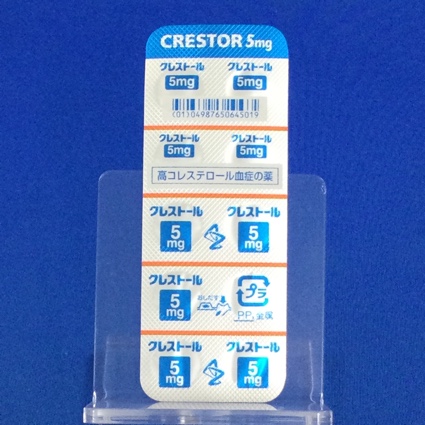 CRESTOR 5mg
クレストール クレストール
5mg 5mg
(01)04987650645019
クレストール クレストール
5mg 5mg
高コレステロール血症の薬
クレストール クレストール
5 mg 5 mg
クレストール
5 mg おしだす プラ
PP, 金属
クレストール クレストール
5 mg 5 mg